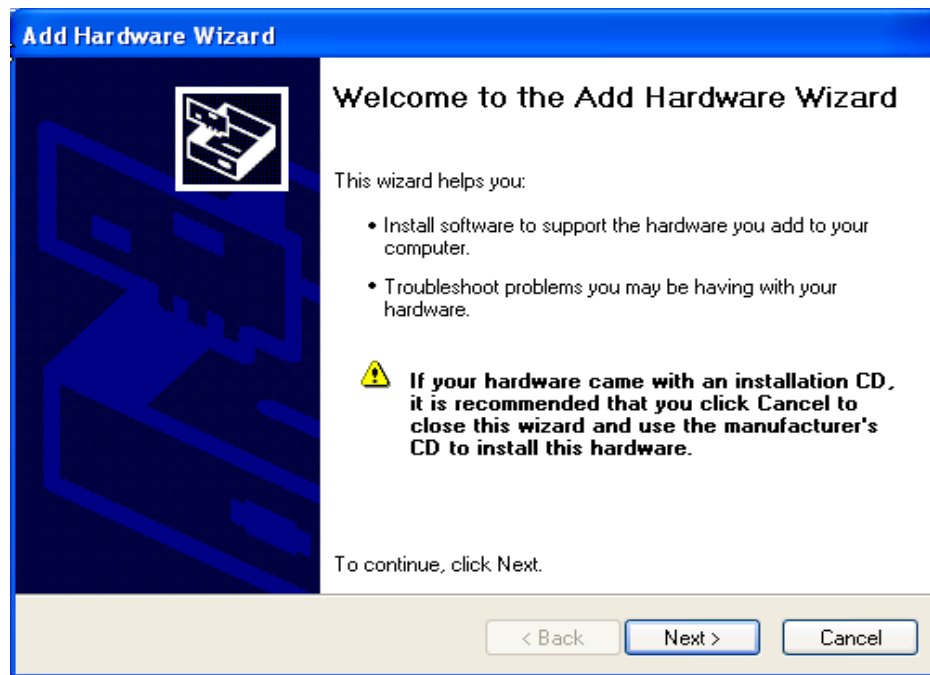 Add Hardware Wizard
Welcome to the Add Hardware Wizard
This wizard helps you:
• Install software to support the hardware you add to your
computer.
• Troubleshoot problems you may be having with your
hardware.
If your hardware came with an installation CD,
it is recommended that you click Cancel to
close this wizard and use the manufacturer's
CD to install this hardware.
To continue, click Next.
< Back
Next >
Cancel